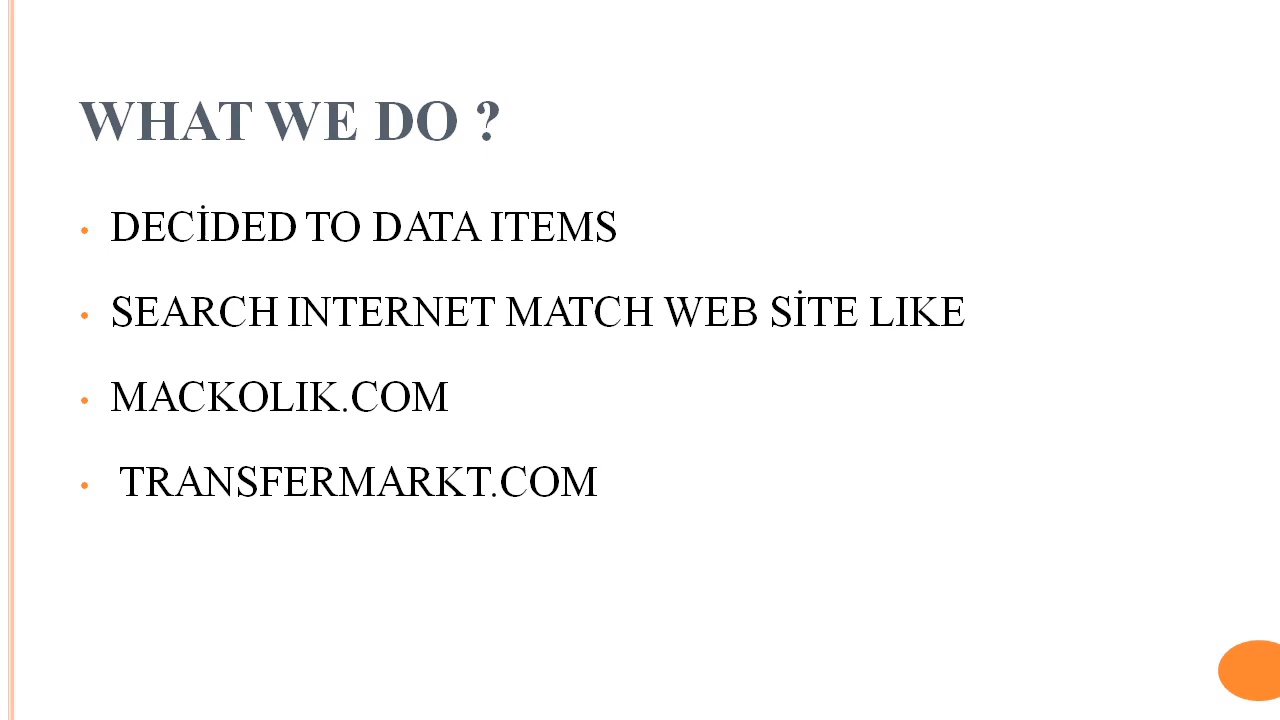 WHAT WE DO ?
• DECİDED TO DATA ITEMS
• SEARCH INTERNET MATCH WEB SİTE LIKE
• MACKOLIK.COM
• TRANSFERMARKT.COM